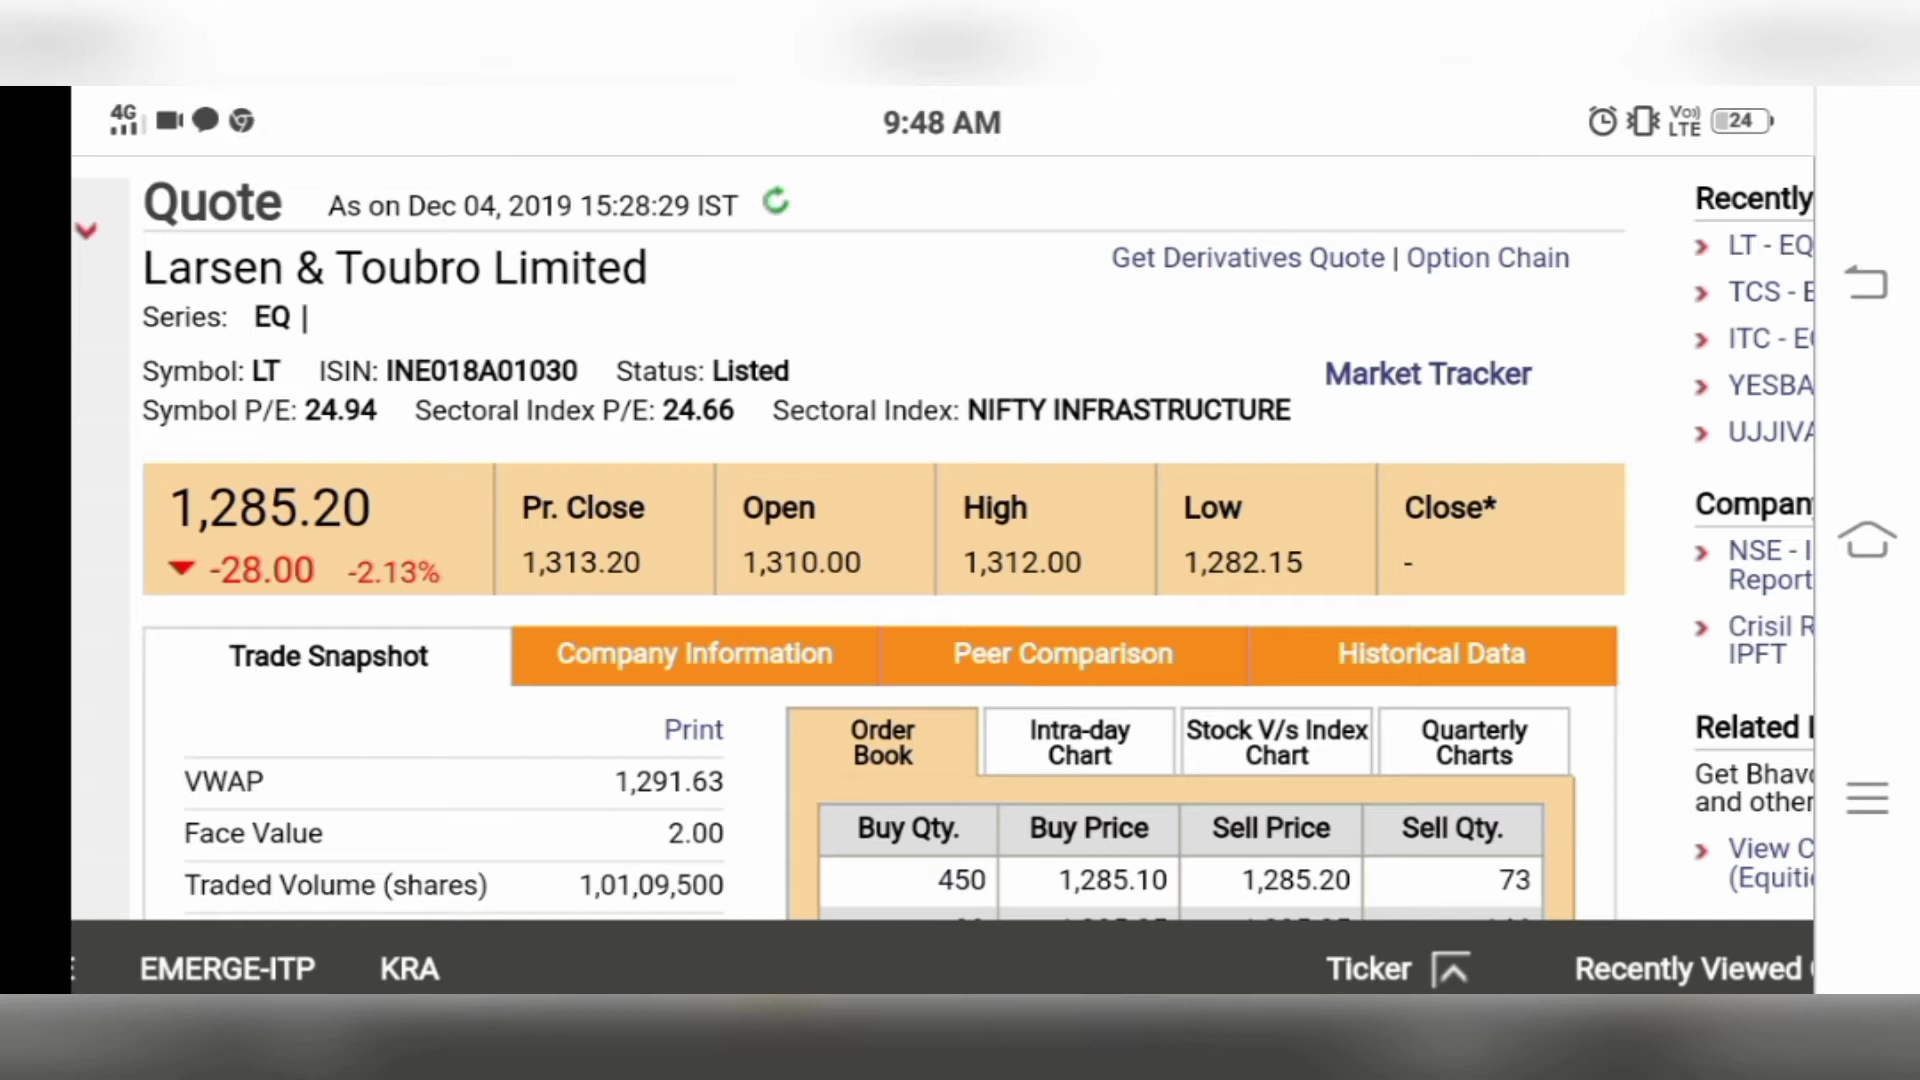 4G
9:48 AM
Vo)) LTE
24
Quote As on Dec 04, 2019 15:28:29 IST
Larsen & Toubro Limited
Get Derivatives Quote | Option Chain
Series: EQ |
Symbol: LT ISIN: INE018A01030 Status: Listed
Market Tracker
Symbol P/E: 24.94 Sectoral Index P/E: 24.66 Sectoral Index: NIFTY INFRASTRUCTURE
1,285.20
-28.00 -2.13%
Pr. Close
1,313.20
Open
1,310.00
High
1,312.00
Low
1,282.15
Close*
-
Trade Snapshot
Company Information
Peer Comparison
Historical Data
Print
VWAP 1,291.63
Face Value 2.00
Traded Volume (shares) 1,01,09,500
Order
Book
Intra-day
Chart
Stock V/s Index
Chart
Quarterly
Charts
Buy Qty. Buy Price Sell Price Sell Qty.
450 1,285.10 1,285.20 73
Recently
LT - EQ
TCS - E
ITC - E
YESBA
UJJIVA
Company
NSE - I
Report
Crisil R
IPFT
Related
Get Bhavc
and other
View C
(Equiti
EMERGE-ITP KRA Ticker Recently Viewed